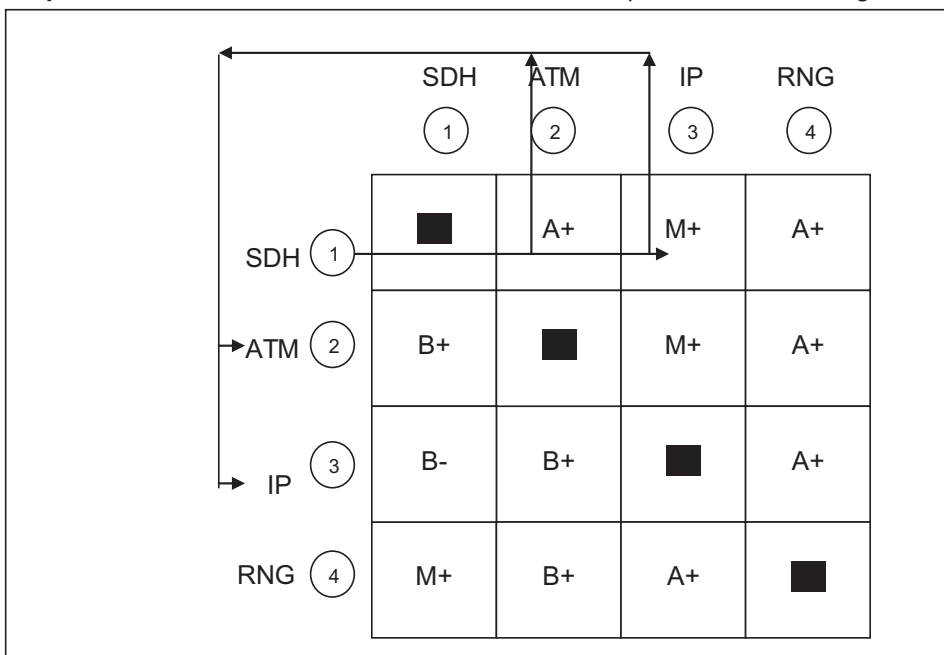 SDH ATM IP RNG
1 2 3 4
SDH 1 A+ M+ A+
ATM 2 B+ M+ A+
IP 3 B- B+ A+
RNG 4 M+ B+ A+